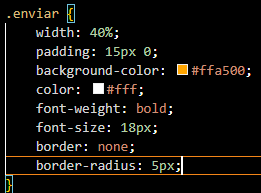 .enviar {
width: 40%;
padding: 15px 0;
background-color: #ffa500;
color: #fff;
font-weight: bold;
font-size: 18px;
border: none;
border-radius: 5px;
}